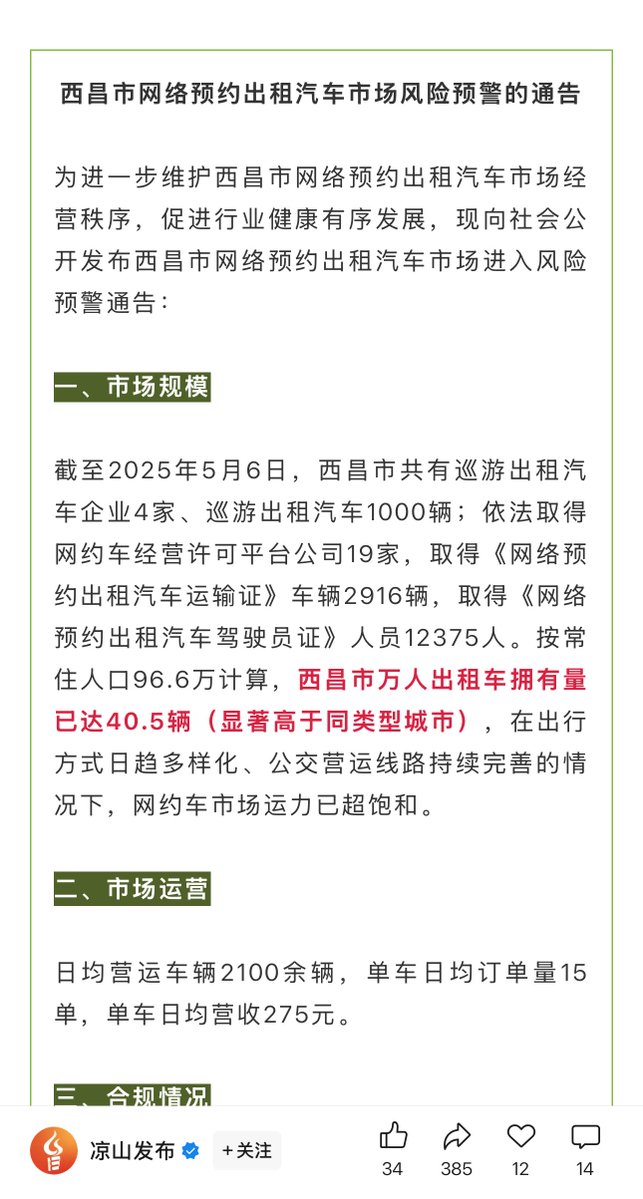 西昌市网络预约出租汽车市场风险预警的通告
为进一步维护西昌市网络预约出租汽车市场经
营秩序，促进行业健康有序发展，现向社会公
开发布西昌市网络预约出租汽车市场进入风险
预警通告：
一、市场规模
截至2025年5月6日，西昌市共有巡游出租汽
车企业4家、巡游出租汽车1000辆；依法取得
网约车经营许可平台公司19家，取得《网络预
约出租汽车运输证》车辆2916辆，取得《网络
预约出租汽车驾驶员证》人员12375人。按常
住人口96.6万计算，西昌市万人出租车拥有量
已达40.5辆（显著高于同类型城市），在出行
方式日趋多样化、公交营运线路持续完善的情
况下，网约车市场运力已超饱和。
二、市场运营
日均营运车辆2100余辆，单车日均订单量15
单，单车日均营收275元。
三、合规情况
凉山发布 +关注
34 385 12 14